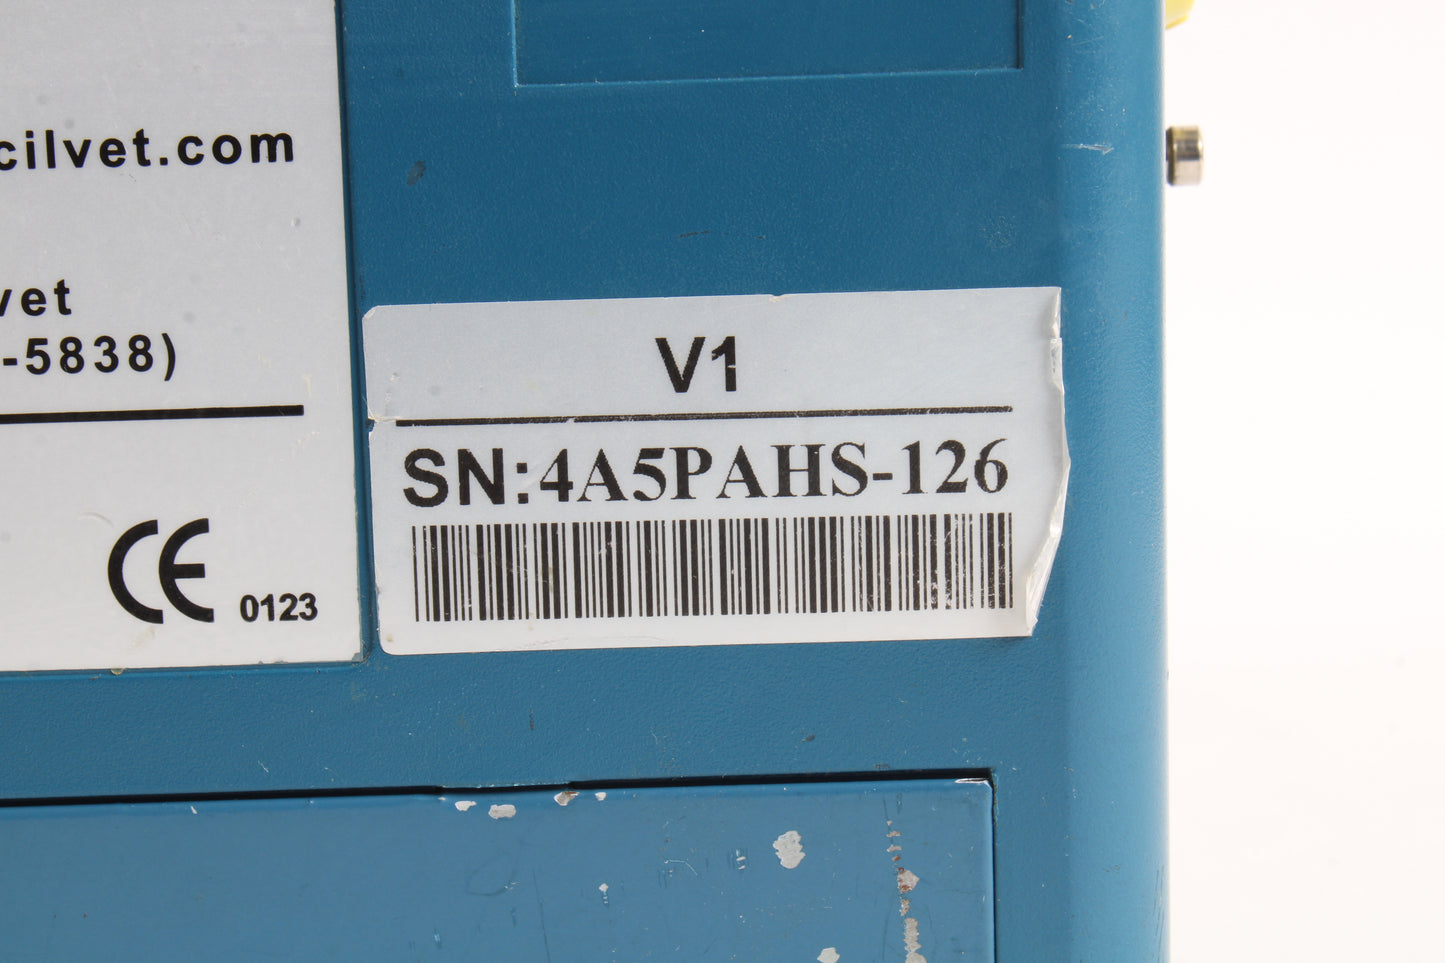 cilvet.com
vet
-5838)
CE 0123
V1
SN:4A5PAHS-126